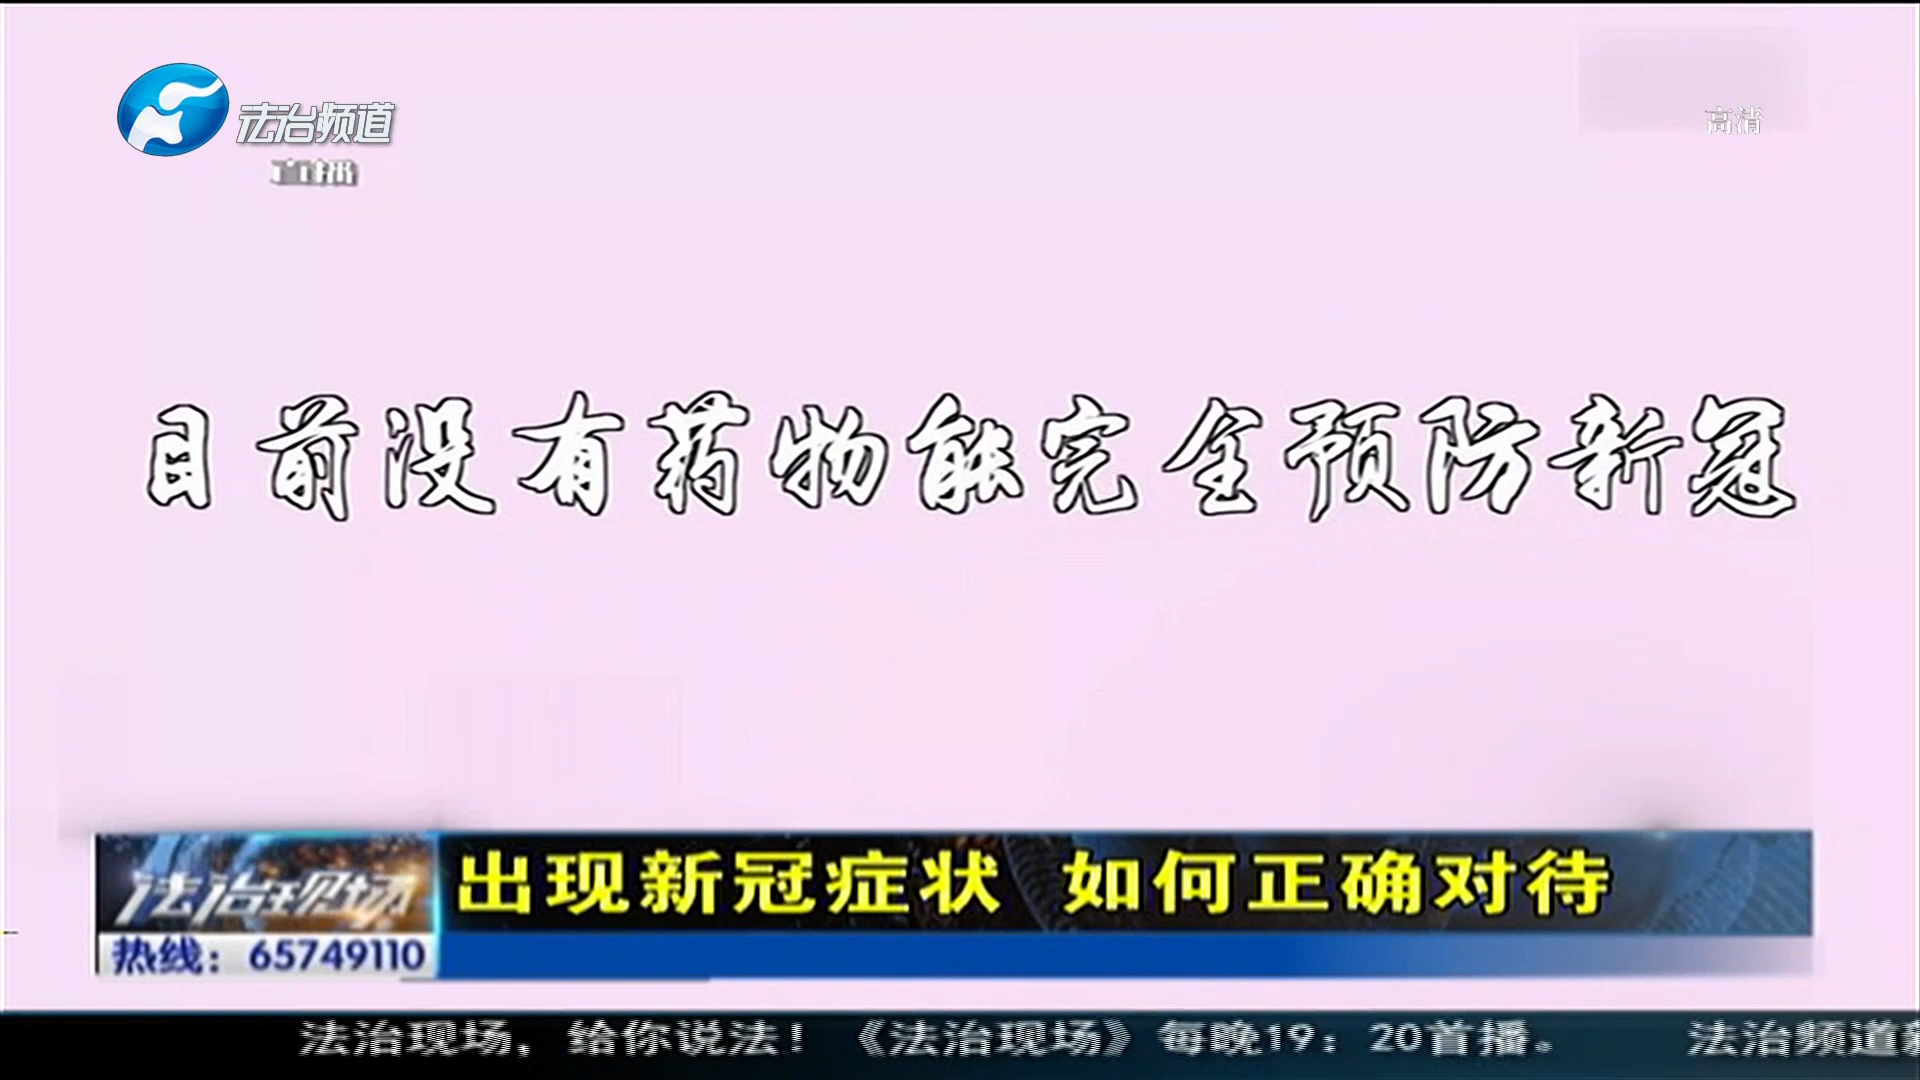 法治频道
直播
高清
目前没有药物能完全预防新冠
法治现场
出现新冠症状 如何正确对待
热线：65749110
法治现场，给你说法！《法治现场》每晚19：20首播。 法治频道